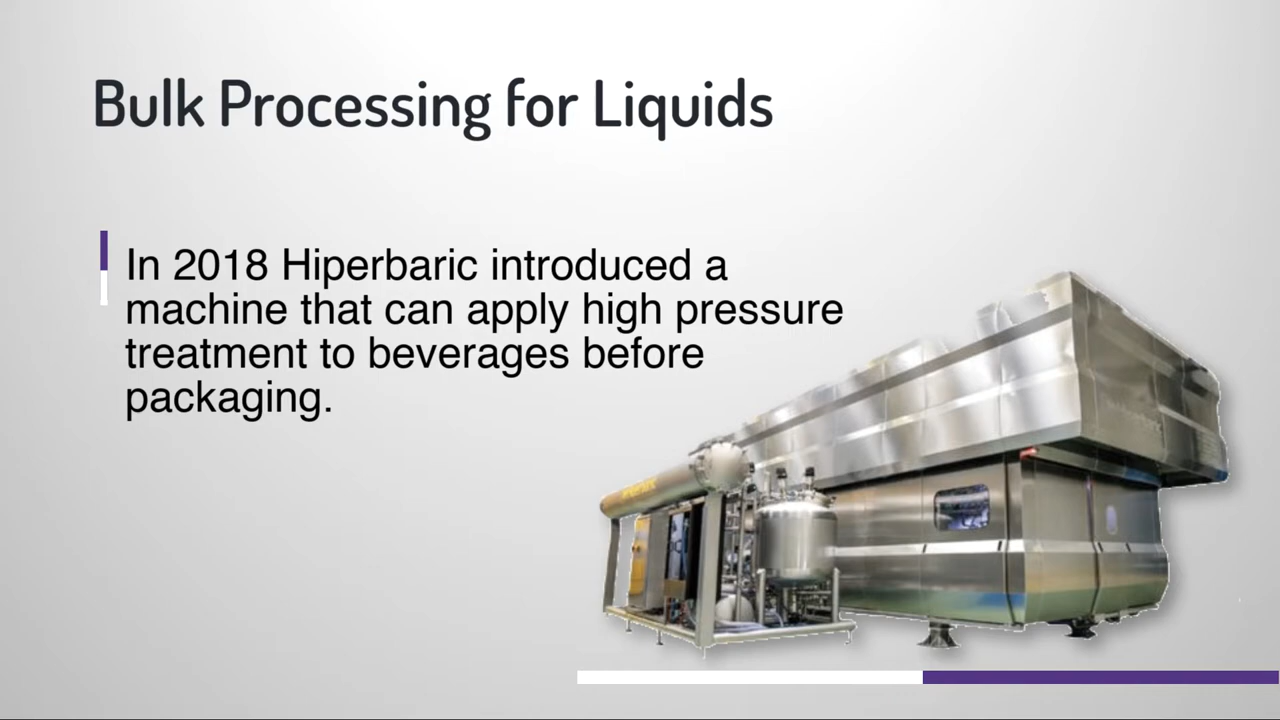 Bulk Processing for Liquids
In 2018 Hiperbaric introduced a
machine that can apply high pressure
treatment to beverages before
packaging.